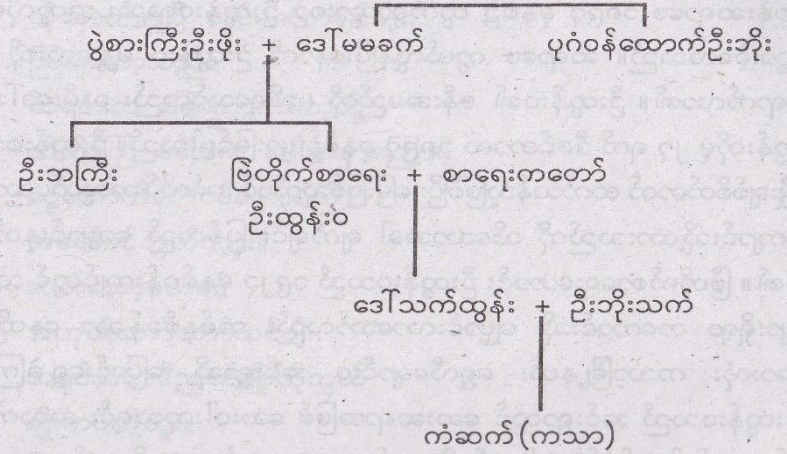 ပွဲစားကြီးဦးဖိုး + ဒေါ်မမခက် ပုဂံဝန်ထောက်ဦးဘိုး
ဦးဘကြီး ဗြဲတိုက်စာရေး + စာရေးကတော်
ဦးထွန်းဝဲ
ဒေါ်သက်ထွန်း + ဦးဘိုးသက်
ကံဆက် (ကသာ)